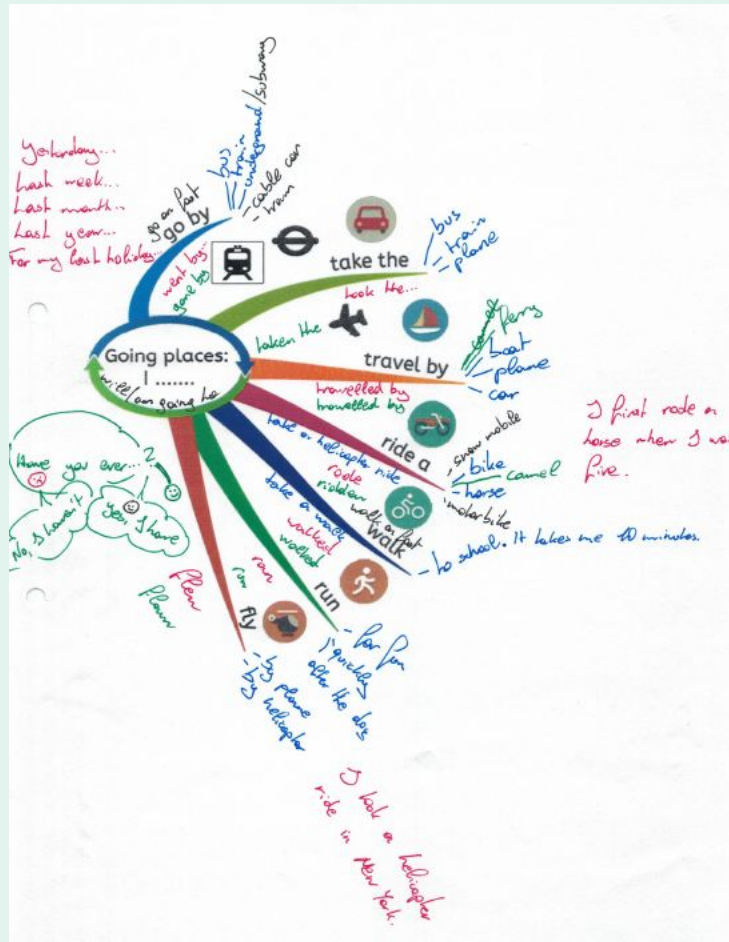 Yesterday...
Last week...
Last month...
Last year...
For my last holiday...
go on foot
go by
bus
train
underground/subway
cable car
tram
went by...
gone by
take the
bus
train
plane
took the...
taken the
travel by
camel
ferry
boat
plane
car
travelled by
travelled by
Going places:
I .......
will/am going to
ride a
snow mobile
bike
camel
horse
motorbike
take a helicopter ride
rode
ridden
I first rode a
horse when I wa
five.
walk
walk on foot
take a walk
walked
walked
to school. It takes me 10 minutes.
run
ran
run
for fun
quickly
after the dog
fly
flew
flown
by plane
by helicopter
Have you ever... ?
No, I haven't
Yes, I have
I took a helicopter
ride in
New York.